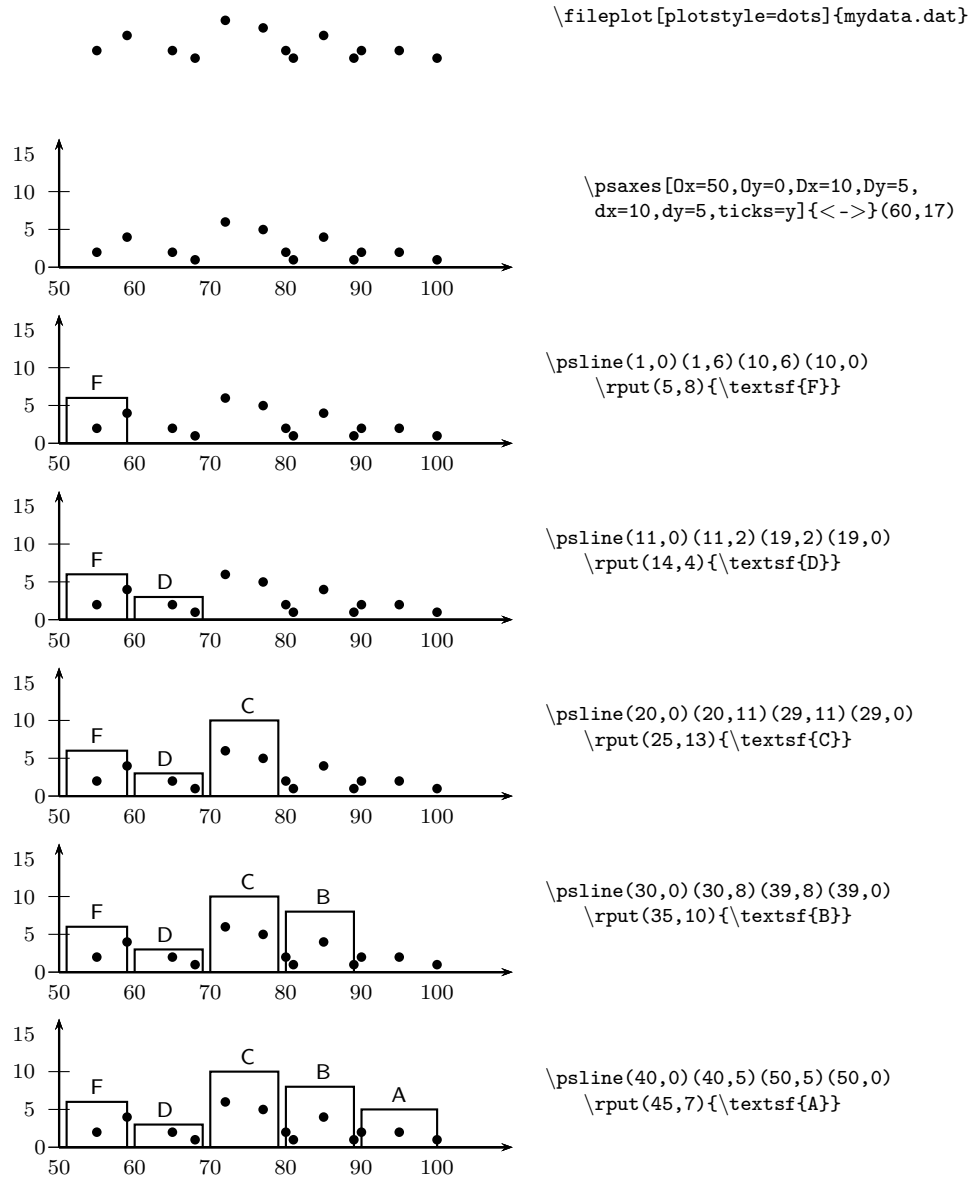 \fileplot[plotstyle=dots]{mydata.dat}
15
10
5
0
50 60 70 80 90 100
\psaxes[Ox=50,Oy=0,Dx=10,Dy=5,
dx=10,dy=5,ticks=y]{<->}(60,17)
15
10
5
0
F
50 60 70 80 90 100
\psline(1,0)(1,6)(10,6)(10,0)
\rput(5,8){\textsf{F}}
15
10
5
0
F D
50 60 70 80 90 100
\psline(11,0)(11,2)(19,2)(19,0)
\rput(14,4){\textsf{D}}
15
10
5
0
F D C
50 60 70 80 90 100
\psline(20,0)(20,11)(29,11)(29,0)
\rput(25,13){\textsf{C}}
15
10
5
0
F D C B
50 60 70 80 90 100
\psline(30,0)(30,8)(39,8)(39,0)
\rput(35,10){\textsf{B}}
15
10
5
0
F D C B A
50 60 70 80 90 100
\psline(40,0)(40,5)(50,5)(50,0)
\rput(45,7){\textsf{A}}